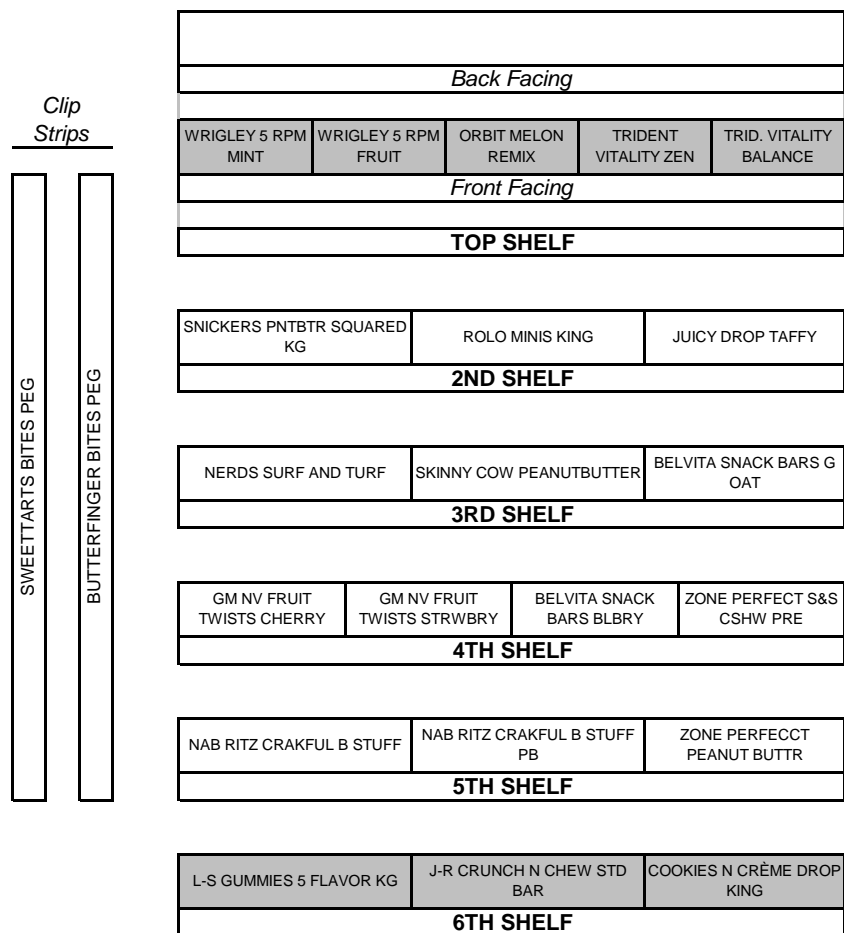 Back Facing
Clip
Strips
WRIGLEY 5 RPM
MINT
WRIGLEY 5 RPM
FRUIT
ORBIT MELON
REMIX
TRIDENT
VITALITY ZEN
TRID. VITALITY
BALANCE
Front Facing
TOP SHELF
SWEETTARTS BITES PEG
BUTTERFINGER BITES PEG
SNICKERS PNTBTR SQUARED
KG
ROLO MINIS KING
JUICY DROP TAFFY
2ND SHELF
NERDS SURF AND TURF
SKINNY COW PEANUTBUTTER
BELVITA SNACK BARS G
OAT
3RD SHELF
GM NV FRUIT
TWISTS CHERRY
GM NV FRUIT
TWISTS STRWBRY
BELVITA SNACK
BARS BLBRY
ZONE PERFECT S&S
CSHW PRE
4TH SHELF
NAB RITZ CRAKFUL B STUFF
NAB RITZ CRAKFUL B STUFF
PB
ZONE PERFECCT
PEANUT BUTTR
5TH SHELF
L-S GUMMIES 5 FLAVOR KG
J-R CRUNCH N CHEW STD
BAR
COOKIES N CRÈME DROP
KING
6TH SHELF